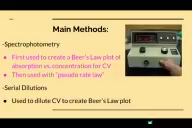 Main Methods:
-Spectrophotometry
● First used to create a Beer's Law plot of
absorption vs. concentration for CV
● Then used with "pseudo rate law"
-Serial Dilutions
● Used to dilute CV to create Beer's Law plot